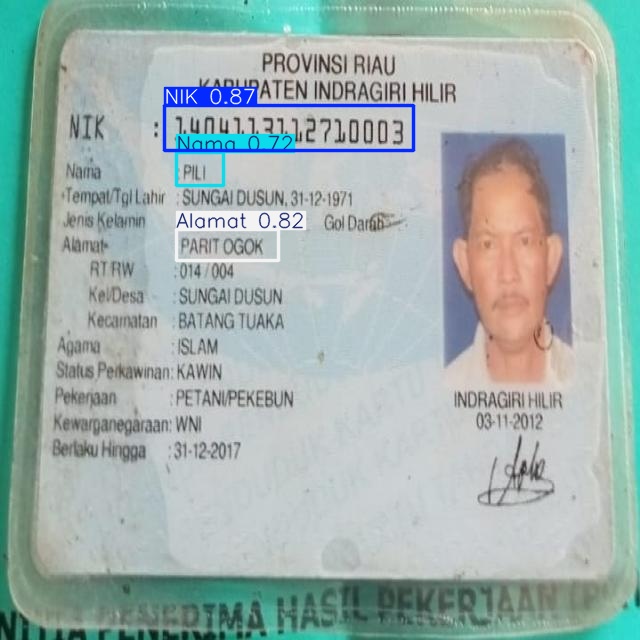 PROVINSI RIAU
KABUPATEN INDRAGIRI HILIR
NIK 0.87
NIK : 1404113112710003
Nama 0.72
Nama : PILI
Tempat/Tgl Lahir : SUNGAI DUSUN, 31-12-1971
Jenis Kelamin Gol Darah
Alamat 0.82
Alamat PARIT OGOK
RT RW : 014 / 004
Kel/Desa : SUNGAI DUSUN
Kecamatan : BATANG TUAKA
Agama : ISLAM
Status Perkawinan: KAWIN
Pekerjaan : PETANI/PEKEBUN
Kewarganegaraan: WNI
Berlaku Hingga : 31-12-2017
INDRAGIRI HILIR
03-11-2012
PENERIMA HASIL PEKERJAAN